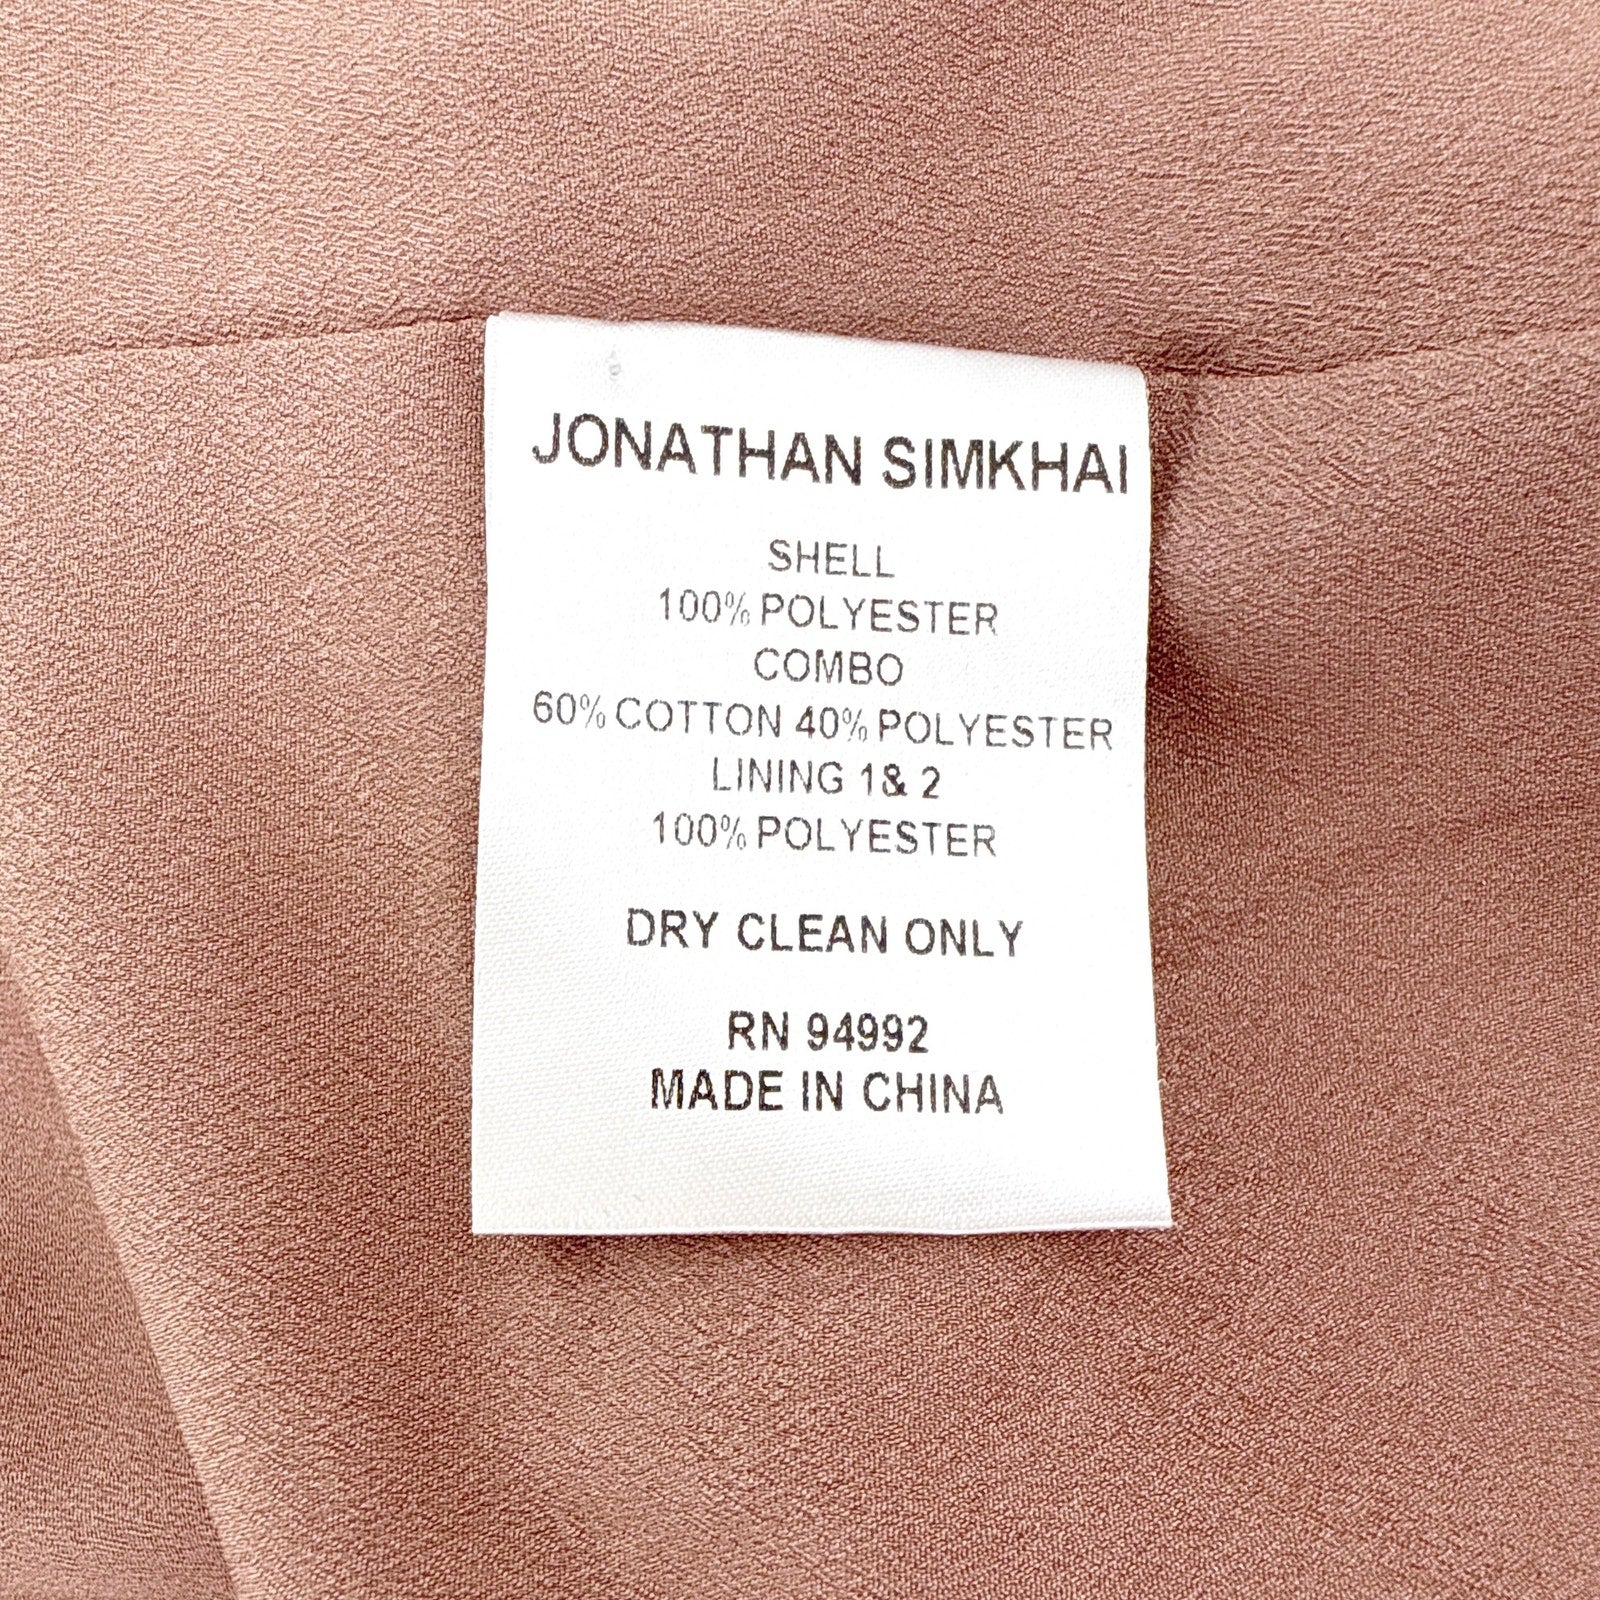 JONATHAN SIMKHAI
SHELL
100% POLYESTER
COMBO
60% COTTON 40% POLYESTER
LINING 1& 2
100% POLYESTER
DRY CLEAN ONLY
RN 94992
MADE IN CHINA